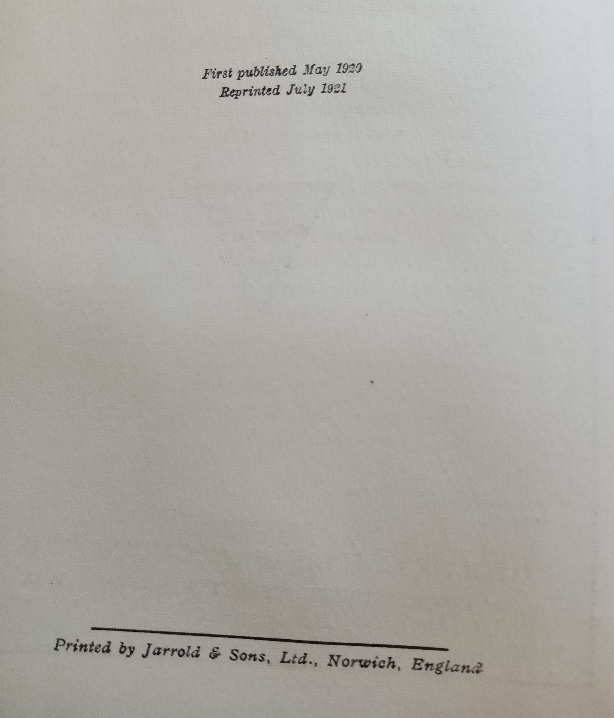 First published May 1920
Reprinted July 1921
Printed by Jarrold & Sons, Ltd., Norwich, England